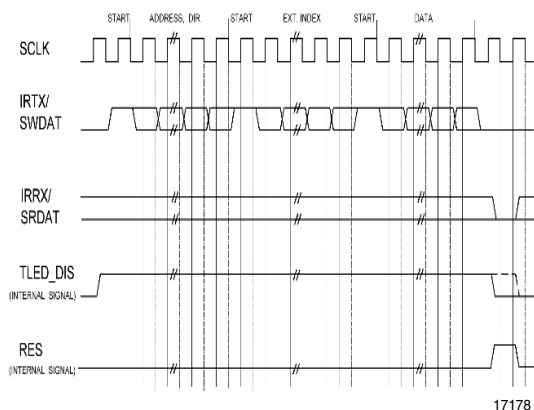 START ADDRESS, DIR. START EXT. INDEX START DATA
SCLK
IRTX/
SWDAT
IRRX/
SRDAT
TLED_DIS
(INTERNAL SIGNAL)
RES
(INTERNAL SIGNAL)
17178